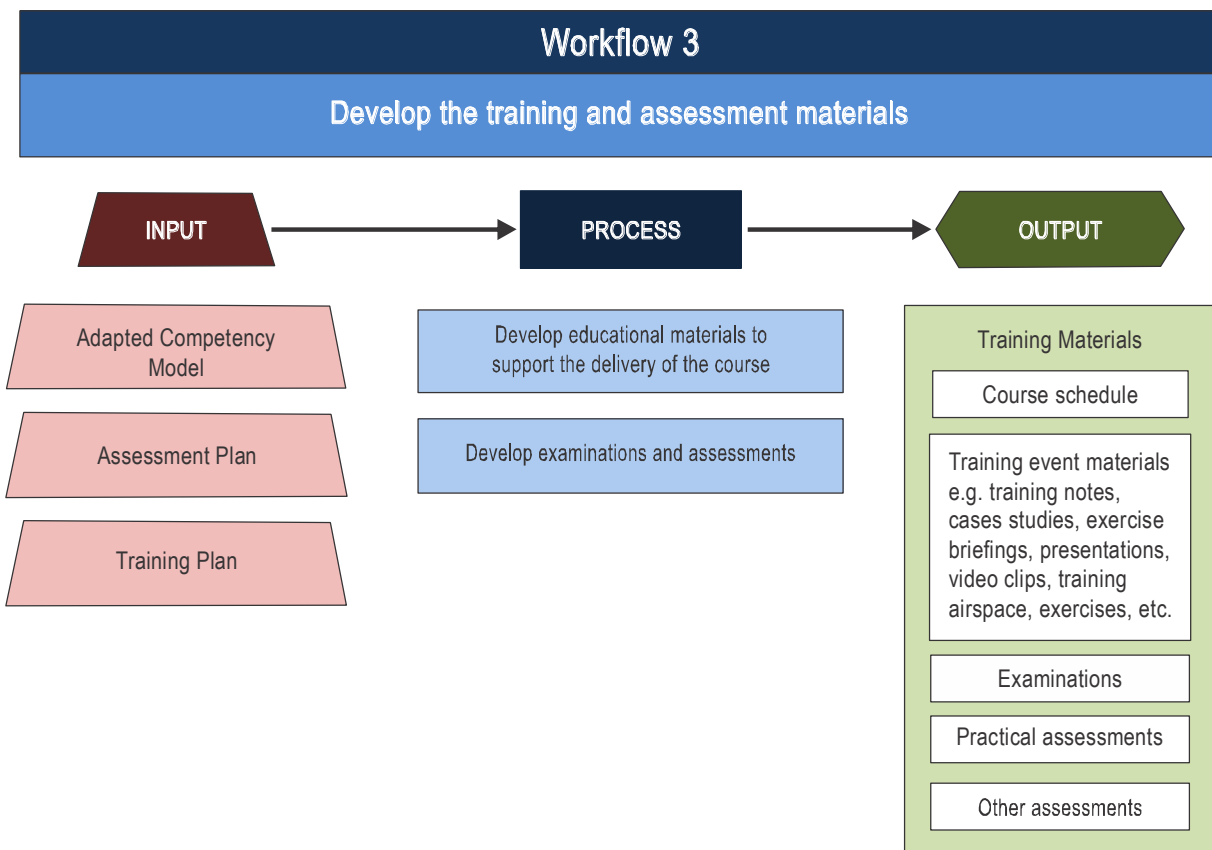 Workflow 3
Develop the training and assessment materials
INPUT
PROCESS
OUTPUT
Adapted Competency
Model
Assessment Plan
Training Plan
Develop educational materials to
support the delivery of the course
Develop examinations and assessments
Training Materials
Course schedule
Training event materials
e.g. training notes,
cases studies, exercise
briefings, presentations,
video clips, training
airspace, exercises, etc.
Examinations
Practical assessments
Other assessments